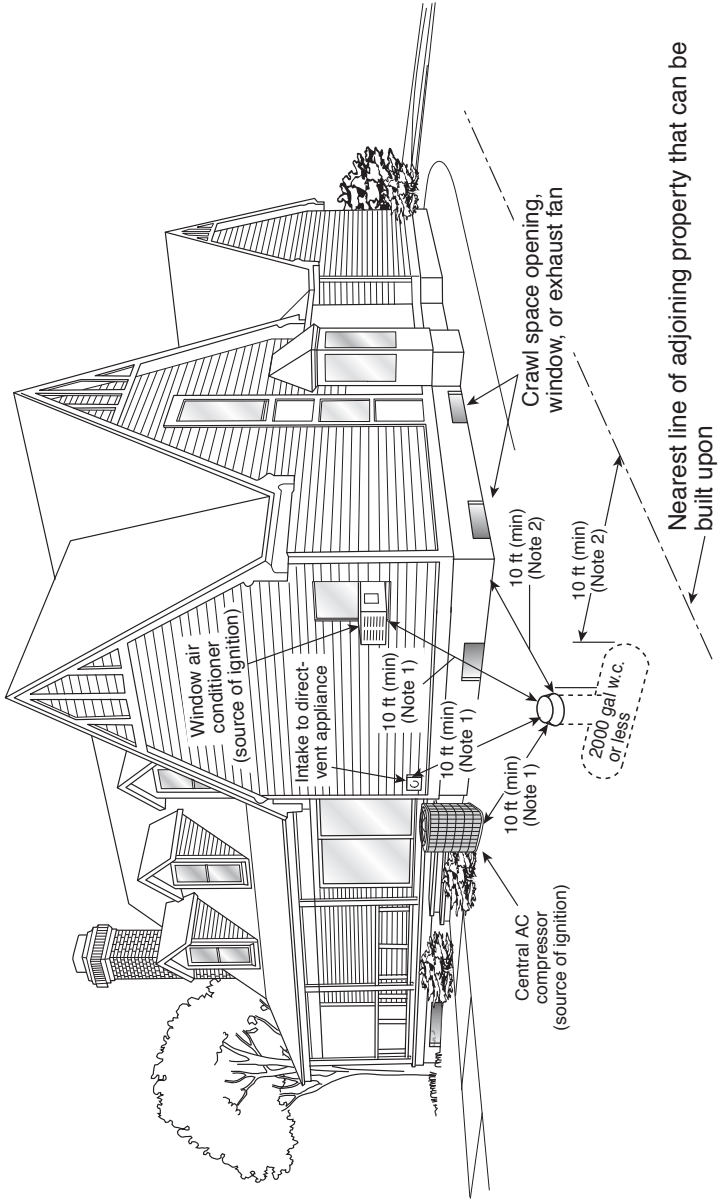 Window air
conditioner
(source of ignition)
Intake to direct-
vent appliance
10 ft (min)
(Note 1)
10 ft (min)
(Note 1)
10 ft (min)
(Note 1)
Central AC
compressor
(source of ignition)
2000 gal w.c.
or less
10 ft (min)
(Note 2)
10 ft (min)
(Note 2)
Crawl space opening,
window, or exhaust fan
Nearest line of adjoining property that can be
built upon